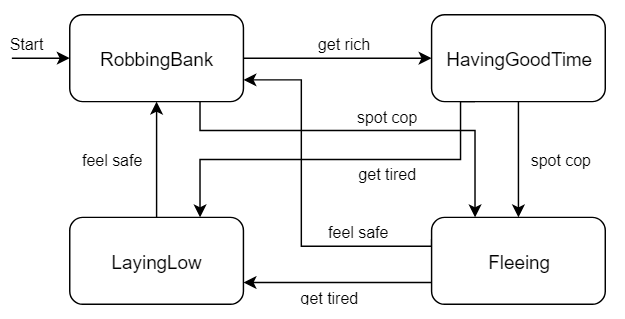 Start
RobbingBank
get rich
HavingGoodTime
spot cop
feel safe
spot cop
get tired
feel safe
LayingLow
Fleeing
get tired